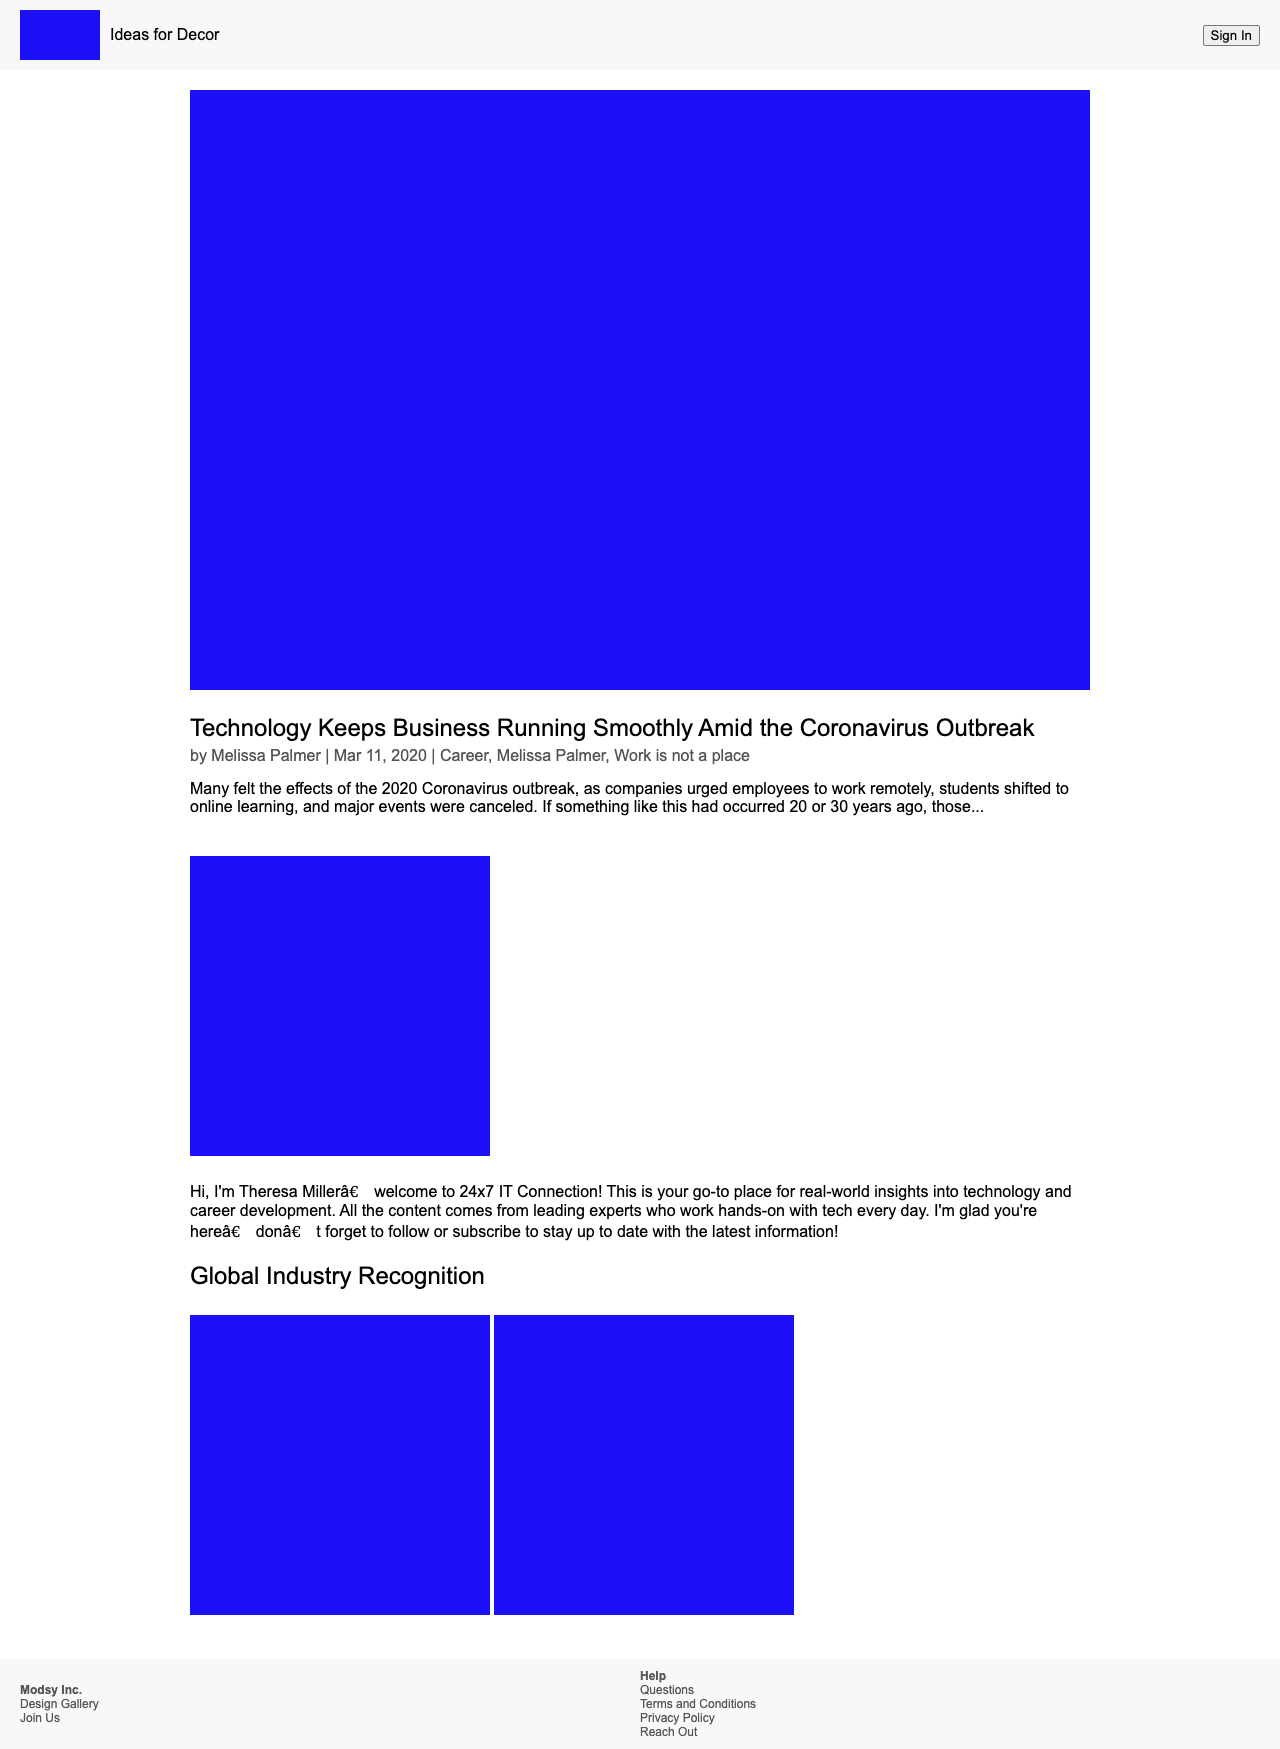 Ideas for Decor
Sign In
Technology Keeps Business Running Smoothly Amid the Coronavirus Outbreak
by Melissa Palmer | Mar 11, 2020 | Career, Melissa Palmer, Work is not a place
Many felt the effects of the 2020 Coronavirus outbreak, as companies urged employees to work remotely, students shifted to
online learning, and major events were canceled. If something like this had occurred 20 or 30 years ago, those...
Hi, I'm Theresa Millerâ€ welcome to 24x7 IT Connection! This is your go-to place for real-world insights into technology and
career development. All the content comes from leading experts who work hands-on with tech every day. I'm glad you're
hereâ€ donâ€ t forget to follow or subscribe to stay up to date with the latest information!
Global Industry Recognition
Modsy Inc.
Design Gallery
Join Us
Help
Questions
Terms and Conditions
Privacy Policy
Reach Out